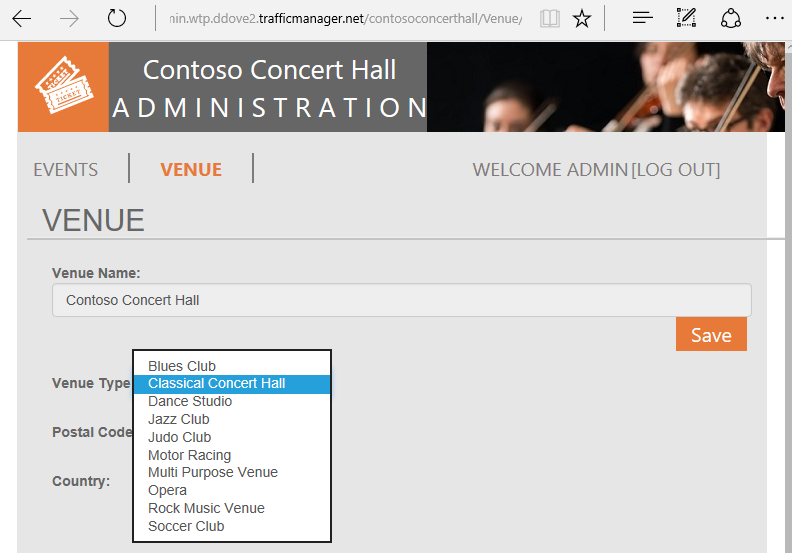 nin.wtp.ddove2.trafficmanager.net/contosoconcerthall/Venue/
TICKET
Contoso Concert Hall
ADMINISTRATION
EVENTS
VENUE
WELCOME ADMIN[LOG OUT]
VENUE
Venue Name:
Contoso Concert Hall
Save
Venue Type
Blues Club
Classical Concert Hall
Dance Studio
Jazz Club
Judo Club
Motor Racing
Multi Purpose Venue
Opera
Rock Music Venue
Soccer Club
Postal Code
Country: